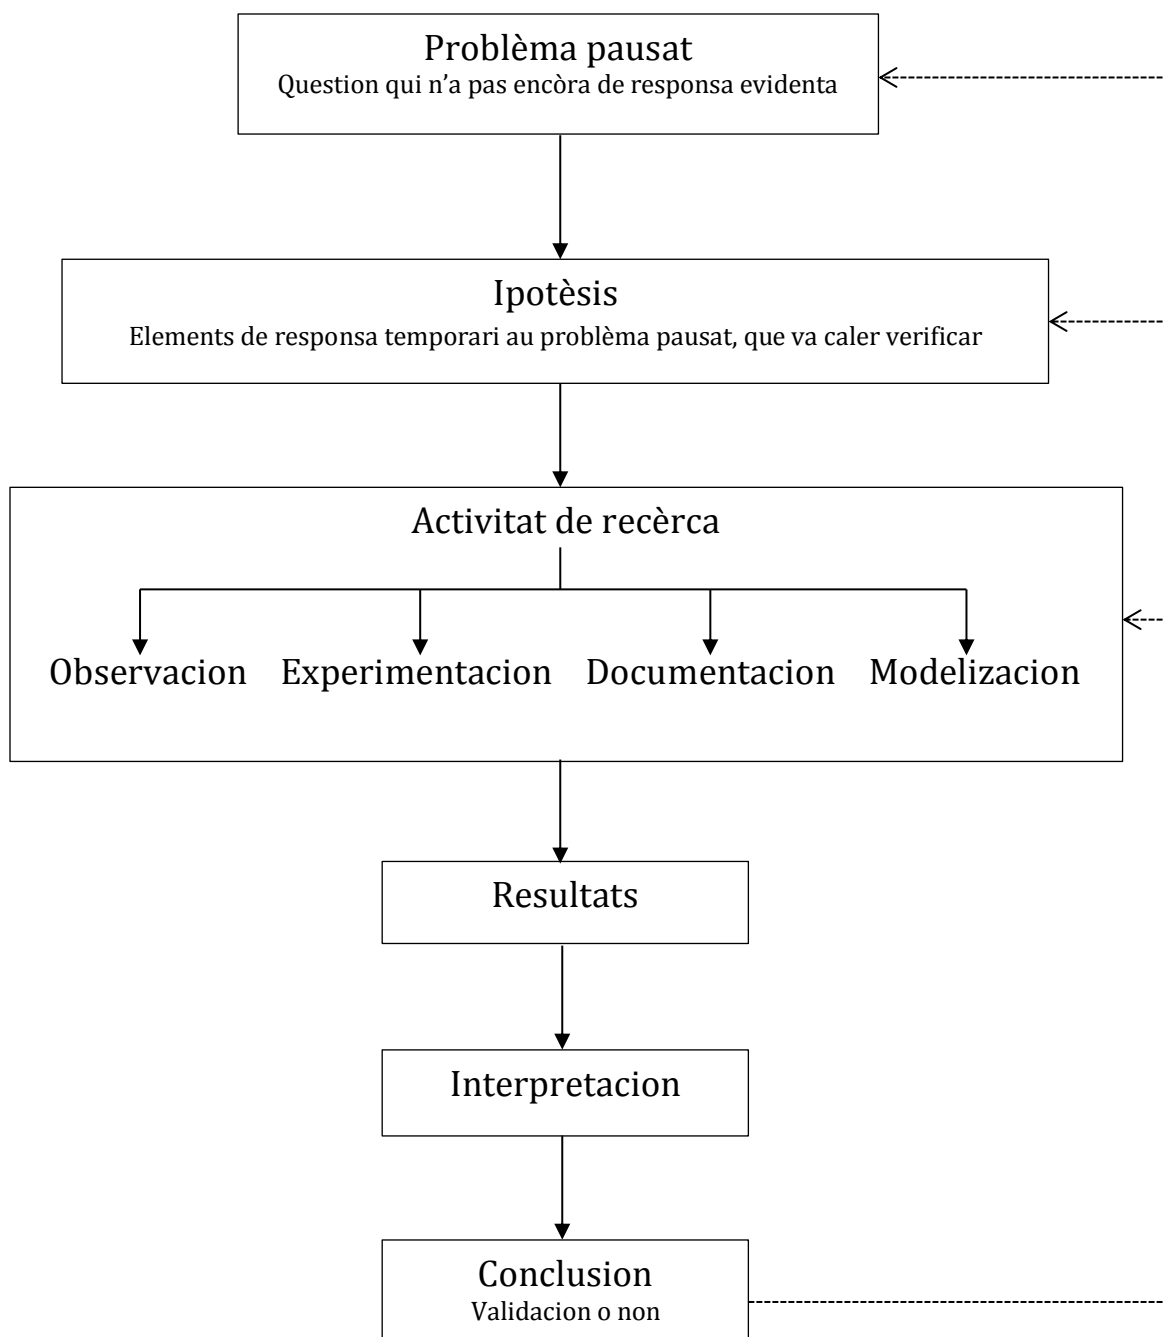 Problèma pausat
Question qui n'a pas encòra de responsa evidenta
Ipotèsis
Elements de responsa temporari au problèma pausat, que va caler verificar
Activitat de recèrca
Observacion Experimentacion Documentacion Modelizacion
Resultats
Interpretacion
Conclusion
Validacion o non